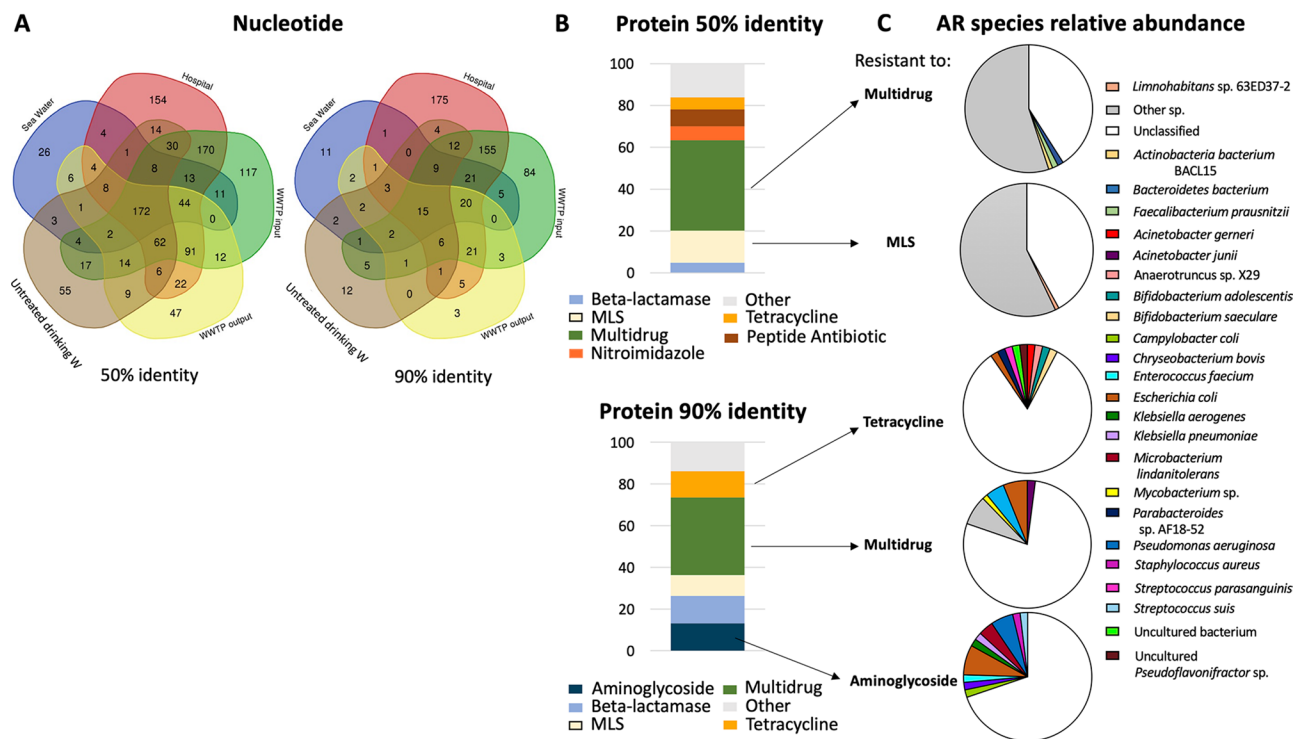 A
Nucleotide
Sea Water
Hospital
WWTP input
WWTP output
Untreated drinking W
154
26
4
14
30
170
117
1
8
13
11
6
4
8
44
0
172
3
1
4
2
62
91
12
17
14
6
22
55
9
47
50% identity
Sea Water
Hospital
WWTP input
WWTP output
Untreated drinking W
175
11
1
4
12
155
84
0
9
21
5
2
1
3
20
0
15
2
2
1
2
6
21
3
5
1
1
5
12
0
3
90% identity
B
Protein 50% identity
100
80
60
40
20
0
Beta-lactamase
Other
MLS
Tetracycline
Multidrug
Peptide Antibiotic
Nitroimidazole
Protein 90% identity
100
80
60
40
20
0
Aminoglycoside
Multidrug
Beta-lactamase
Other
MLS
Tetracycline
C
AR species relative abundance
Resistant to:
Multidrug
MLS
Tetracycline
Multidrug
Aminoglycoside
Limnohabitans sp. 63ED37-2
Other sp.
Unclassified
Actinobacteria bacterium
BACL15
Bacteroidetes bacterium
Faecalibacterium prausnitzii
Acinetobacter gerneri
Acinetobacter junii
Anaerotruncus sp. X29
Bifidobacterium adolescentis
Bifidobacterium saeculare
Campylobacter coli
Chryseobacterium bovis
Enterococcus faecium
Escherichia coli
Klebsiella aerogenes
Klebsiella pneumoniae
Microbacterium
lindanitolerans
Mycobacterium sp.
Parabacteroides
sp. AF18-52
Pseudomonas aeruginosa
Staphylococcus aureus
Streptococcus parasanguinis
Streptococcus suis
Uncultured bacterium
Uncultured
Pseudoflavonifractor sp.